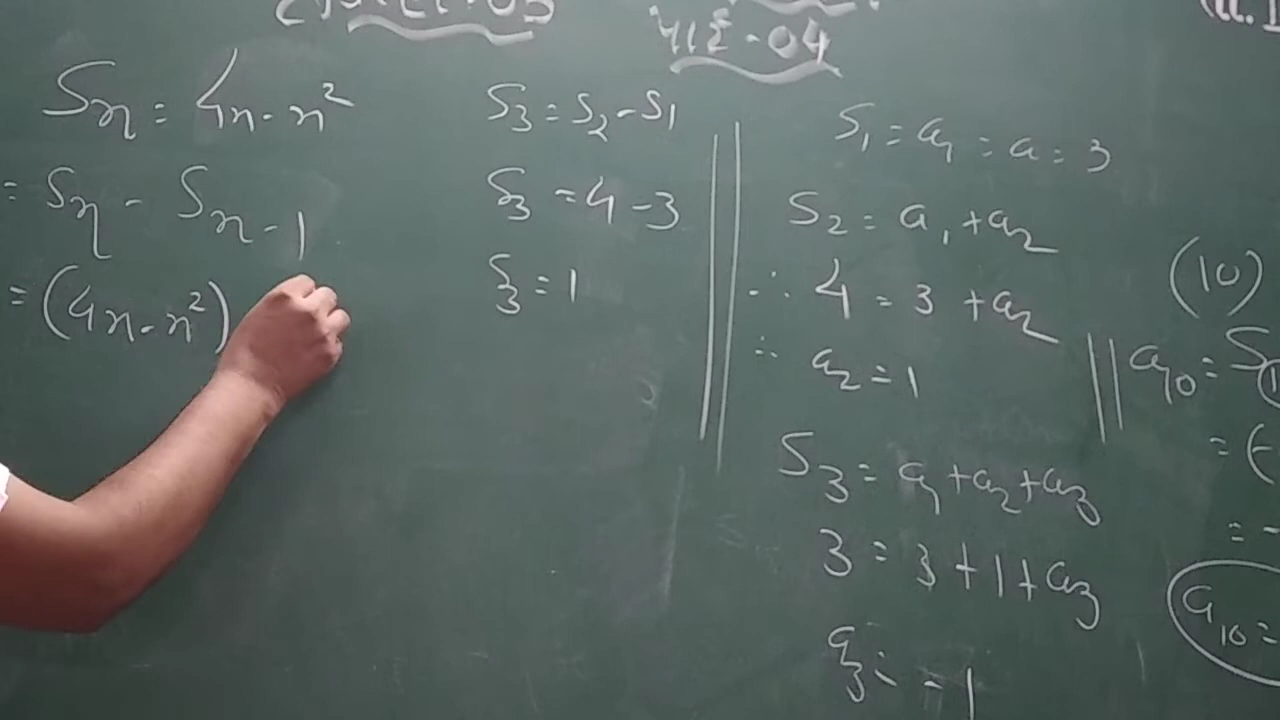 વાર્ડ-04
Sn = 4n - n²
= Sn - Sn-1
= (4n - n²)
S3 = S2 - S1
S3 = 4 - 3
S3 = 1
S1 = a1 = a = 3
S2 = a1 + a2
∴ 4 = 3 + a2
∴ a2 = 1
S3 = a1 + a2 + a3
3 = 3 + 1 + a3
a3 = -1
(10)
a10 = S
= (-
= -
a10 =